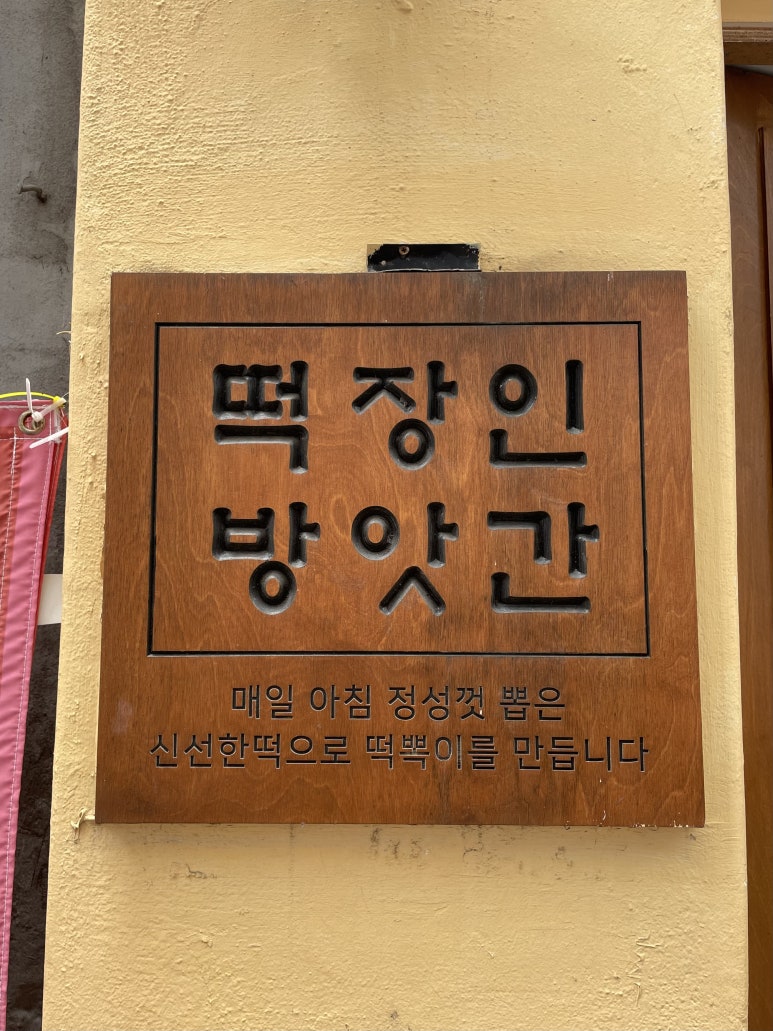 떡장인
방앗간
매일 아침 정성껏 뽑은
신선한떡으로 떡뽁이를 만듭니다